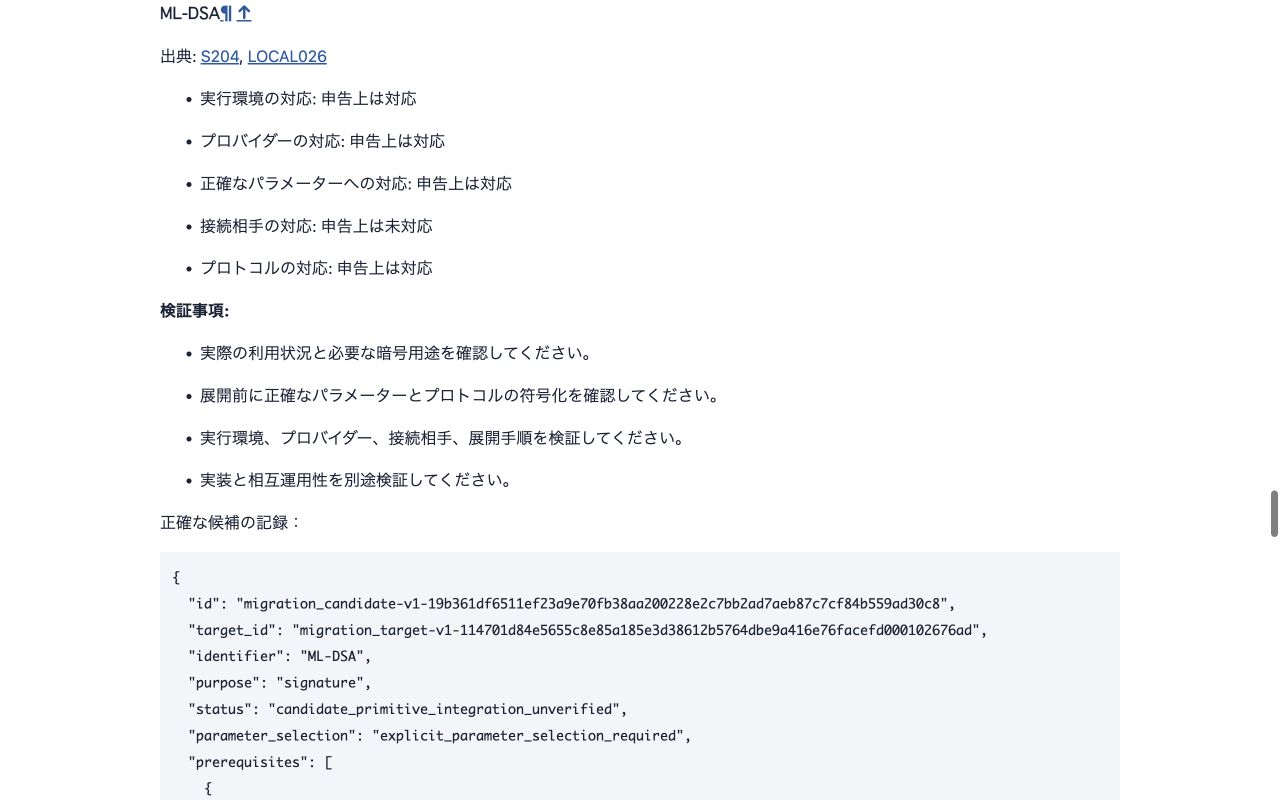 ML-DSA¶ ↑
出典: S204, LOCAL026
• 実行環境の対応: 申告上は対応
• プロバイダーの対応: 申告上は対応
• 正確なパラメーターへの対応: 申告上は対応
• 接続相手の対応: 申告上は未対応
• プロトコルの対応: 申告上は対応
検証事項:
• 実際の利用状況と必要な暗号用途を確認してください。
• 展開前に正確なパラメーターとプロトコルの符号化を確認してください。
• 実行環境、プロバイダー、接続相手、展開手順を検証してください。
• 実装と相互運用性を別途検証してください。
正確な候補の記録：
{
"id": "migration_candidate-v1-19b361df6511ef23a9e70fb38aa200228e2c7bb2ad7aeb87c7cf84b559ad30c8",
"target_id": "migration_target-v1-114701d84e5655c8e85a185e3d38612b5764dbe9a416e76facefd000102676ad",
"identifier": "ML-DSA",
"purpose": "signature",
"status": "candidate_primitive_integration_unverified",
"parameter_selection": "explicit_parameter_selection_required",
"prerequisites": [
{